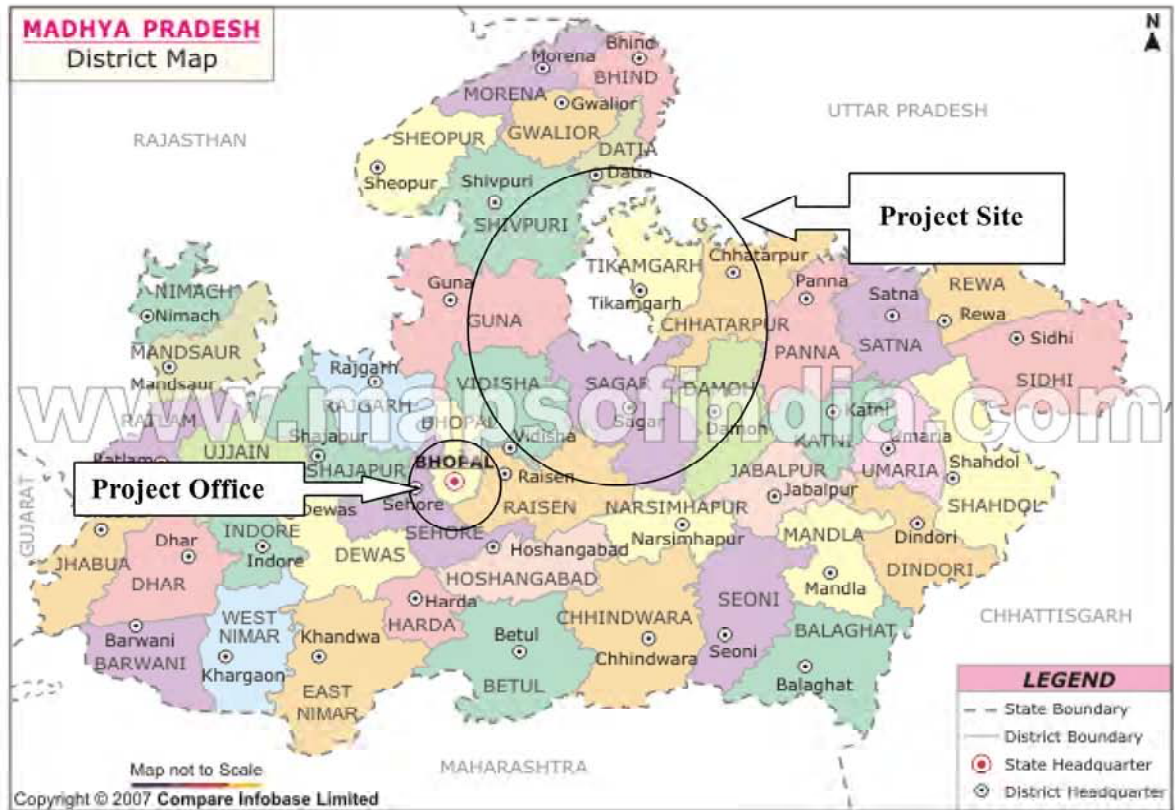 MADHYA PRADESH
District Map
N
Bhind
Morena
BHIND
MORENA
Gwalior
UTTAR PRADESH
RAJASTHAN
SHEOPUR
GWALIOR
DATIA
Sheopur
Shivpuri
Datia
SHIVPURI
Project Site
TIKAMGARH
Chhatarpur
Guna
Tikamgarh
Panna
REWA
NIMACH
Satna
Nimach
GUNA
CHHATARPUR
Rewa
Sidhi
MANDSAUR
PANNA
SATNA
Mandsaur
Rajgarh
VIDISHA
SAGAR
SIDHI
www.mapsofindia.com
RAJGARH
DAMOH
RATLAM
BHOPAL
Sagar
Damoh
Katni
UJJAIN
Shajapur
Vidisha
KATNI
Umaria
Ratlam
SHAJAPUR
BHOPAL
Raisen
JABALPUR
UMARIA
Shahdol
Project Office
Sehore
RAISEN
NARSIMHAPUR
Jabalpur
SHAHDOL
GUJARAT
Dewas
INDORE
SEHORE
Narsimhapur
MANDLA
Dindori
Dhar
Indore
DEWAS
Hoshangabad
JHABUA
HOSHANGABAD
DINDORI
DHAR
Mandla
Harda
SEONI
WEST
NIMAR
HARDA
CHHINDWARA
CHHATTISGARH
Barwani
Khandwa
Betul
BALAGHAT
BARWANI
Khargaon
Chhindwara
Seoni
EAST
NIMAR
BETUL
Balaghat
LEGEND
State Boundary
District Boundary
State Headquarter
District Headquarter
MAHARASHTRA
Map not to Scale
Copyright © 2007 Compare Infobase Limited